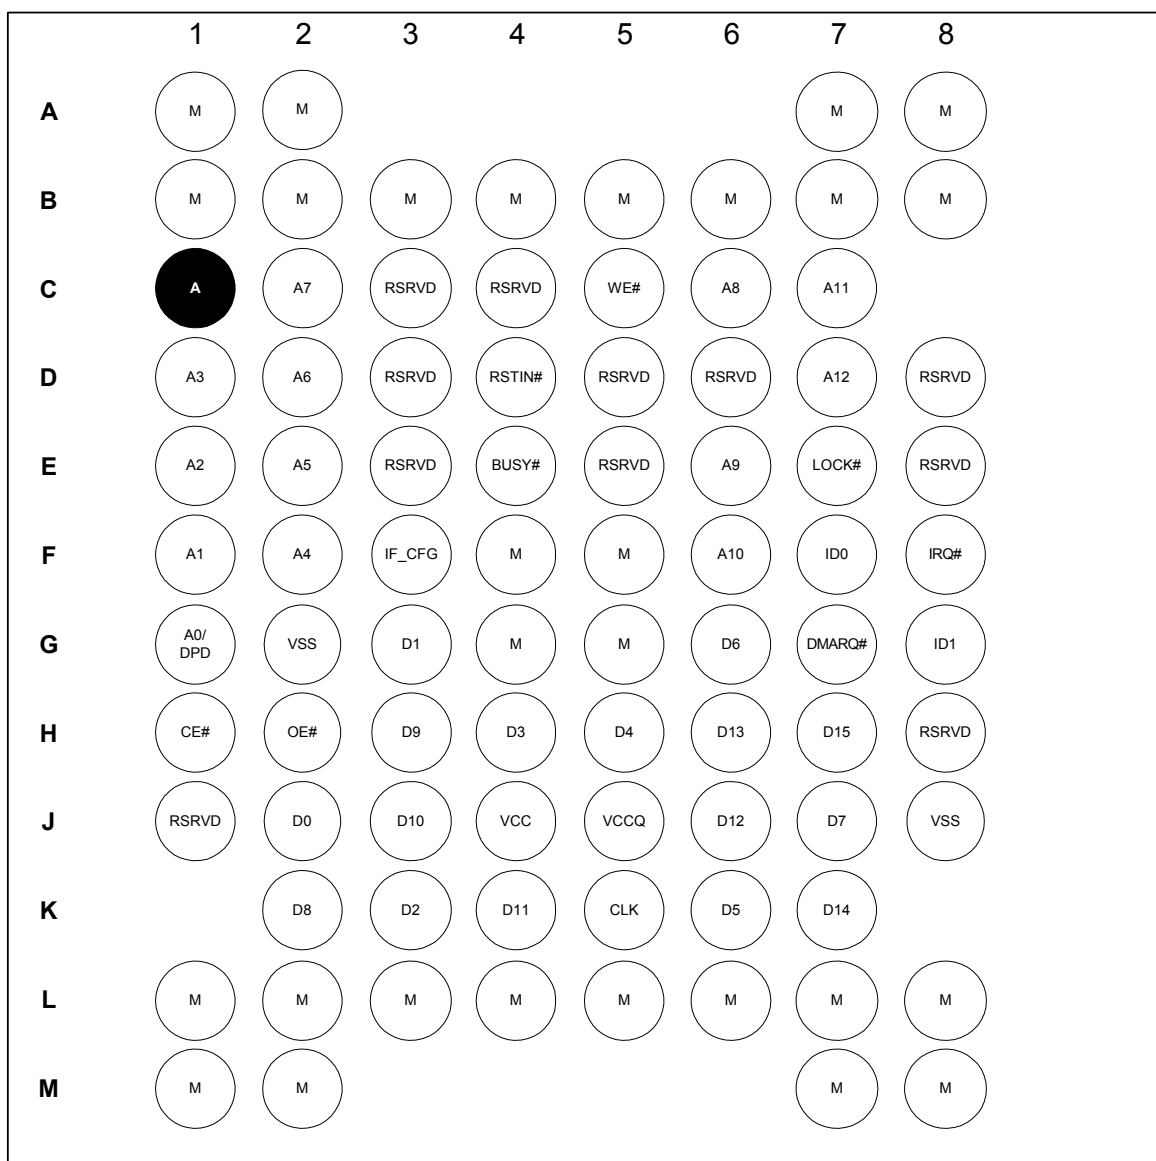 1 2 3 4 5 6 7 8
A M M M M
B M M M M M M M M
C A A7 RSRVD RSRVD WE# A8 A11
D A3 A6 RSRVD RSTIN# RSRVD RSRVD A12 RSRVD
E A2 A5 RSRVD BUSY# RSRVD A9 LOCK# RSRVD
F A1 A4 IF_CFG M M A10 ID0 IRQ#
G A0/
DPD VSS D1 M M D6 DMARQ# ID1
H CE# OE# D9 D3 D4 D13 D15 RSRVD
J RSRVD D0 D10 VCC VCCQ D12 D7 VSS
K D8 D2 D11 CLK D5 D14
L M M M M M M M M
M M M M M